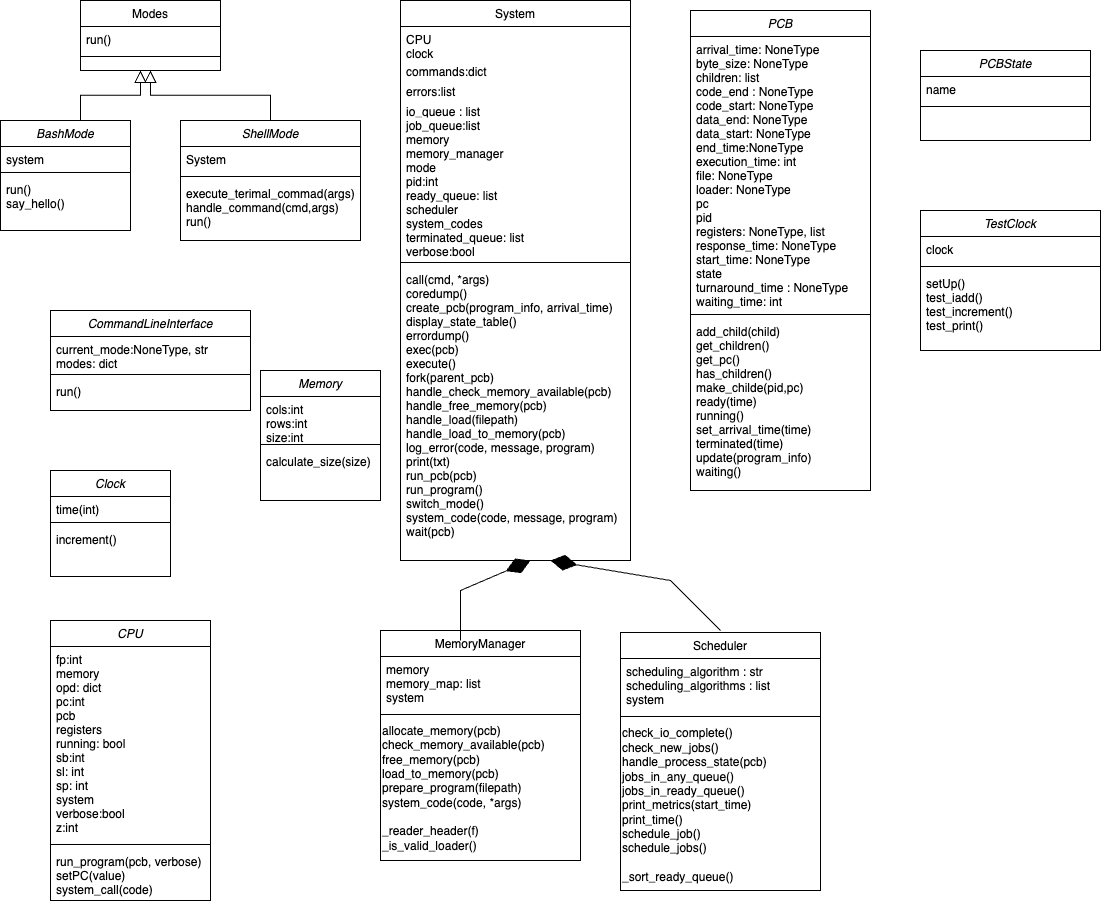 Modes
run()
BashMode
system
run()
say_hello()
ShellMode
System
execute_terimal_commad(args)
handle_command(cmd,args)
run()
System
CPU
clock
commands:dict
errors:list
io_queue : list
job_queue:list
memory
memory_manager
mode
pid:int
ready_queue: list
scheduler
system_codes
terminated_queue: list
verbose:bool
call(cmd, *args)
coredump()
create_pcb(program_info, arrival_time)
display_state_table()
errordump()
exec(pcb)
execute()
fork(parent_pcb)
handle_check_memory_available(pcb)
handle_free_memory(pcb)
handle_load(filepath)
handle_load_to_memory(pcb)
log_error(code, message, program)
print(txt)
run_pcb(pcb)
run_program()
switch_mode()
system_code(code, message, program)
wait(pcb)
PCB
arrival_time: NoneType
byte_size: NoneType
children: list
code_end : NoneType
code_start: NoneType
data_end: NoneType
data_start: NoneType
end_time:NoneType
execution_time: int
file: NoneType
loader: NoneType
pc
pid
registers: NoneType, list
response_time: NoneType
start_time: NoneType
state
turnaround_time : NoneType
waiting_time: int
add_child(child)
get_children()
get_pc()
has_children()
make_childe(pid,pc)
ready(time)
running()
set_arrival_time(time)
terminated(time)
update(program_info)
waiting()
PCBState
name
TestClock
clock
setUp()
test_iadd()
test_increment()
test_print()
CommandLineInterface
current_mode:NoneType, str
modes: dict
run()
Memory
cols:int
rows:int
size:int
calculate_size(size)
Clock
time(int)
increment()
CPU
fp:int
memory
opd: dict
pc:int
pcb
registers
running: bool
sb:int
sl: int
sp: int
system
verbose:bool
z:int
run_program(pcb, verbose)
setPC(value)
system_call(code)
MemoryManager
memory
memory_map: list
system
allocate_memory(pcb)
check_memory_available(pcb)
free_memory(pcb)
load_to_memory(pcb)
prepare_program(filepath)
system_code(code, *args)
_reader_header(f)
_is_valid_loader()
Scheduler
scheduling_algorithm : str
scheduling_algorithms : list
system
check_io_complete()
check_new_jobs()
handle_process_state(pcb)
jobs_in_any_queue()
jobs_in_ready_queue()
print_metrics(start_time)
print_time()
schedule_job()
schedule_jobs()
_sort_ready_queue()